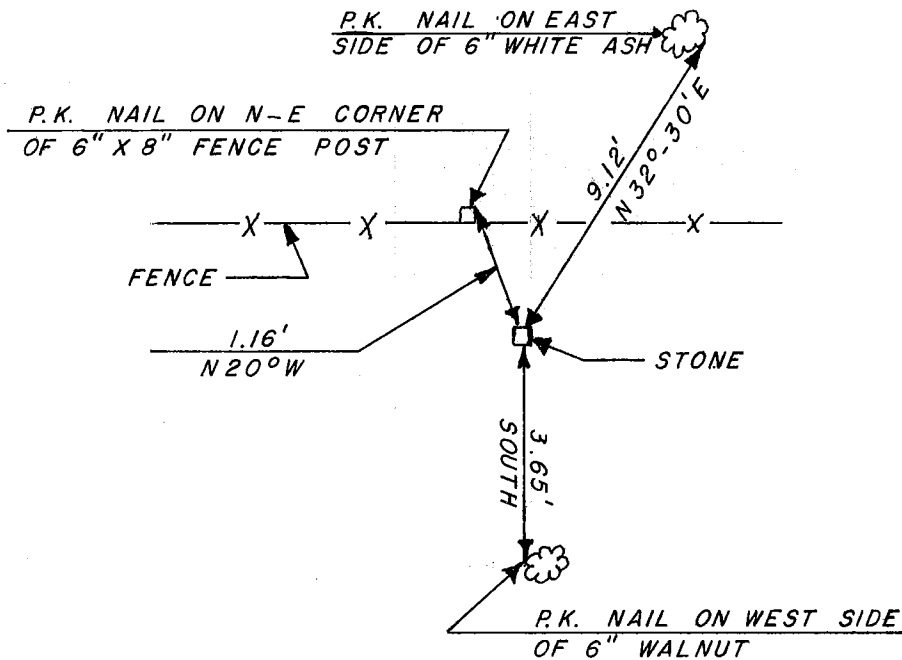 P.K. NAIL ON EAST
SIDE OF 6" WHITE ASH
P.K. NAIL ON N-E CORNER
OF 6" X 8" FENCE POST
9.12'
N 32°-30' E
X X X X
FENCE
1.16'
N 20° W
STONE
3.65'
SOUTH
P.K. NAIL ON WEST SIDE
OF 6" WALNUT